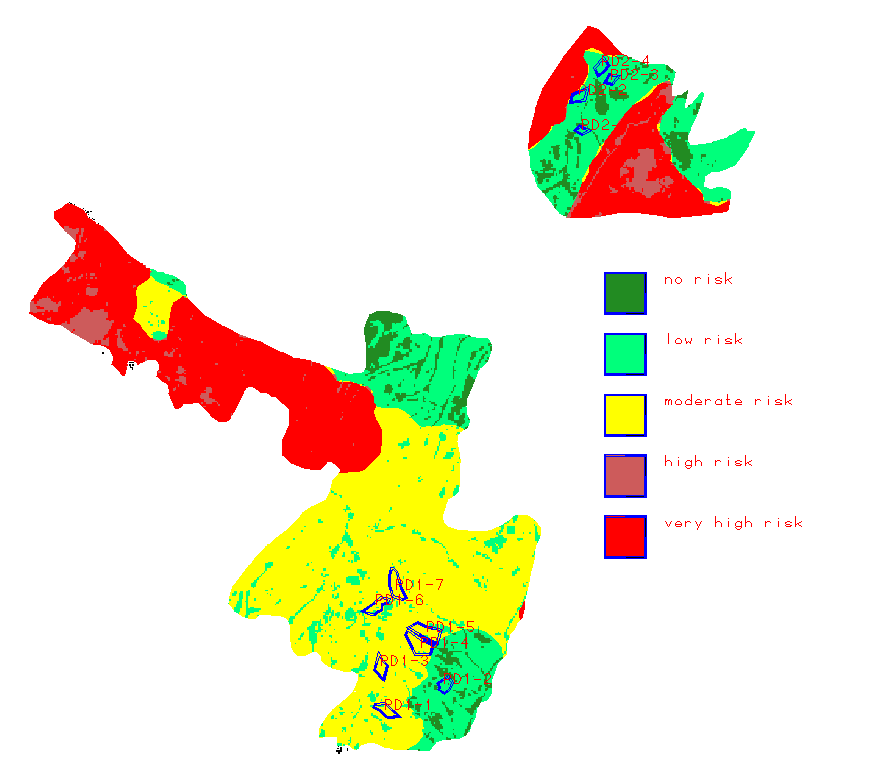 RD2-4
RD2-3
RD2-
no risk
low risk
moderate risk
high risk
very high risk
RD1-7
RD1-6
RD1-5
RD1-4
RD1-3
RD1-2
RD1-1